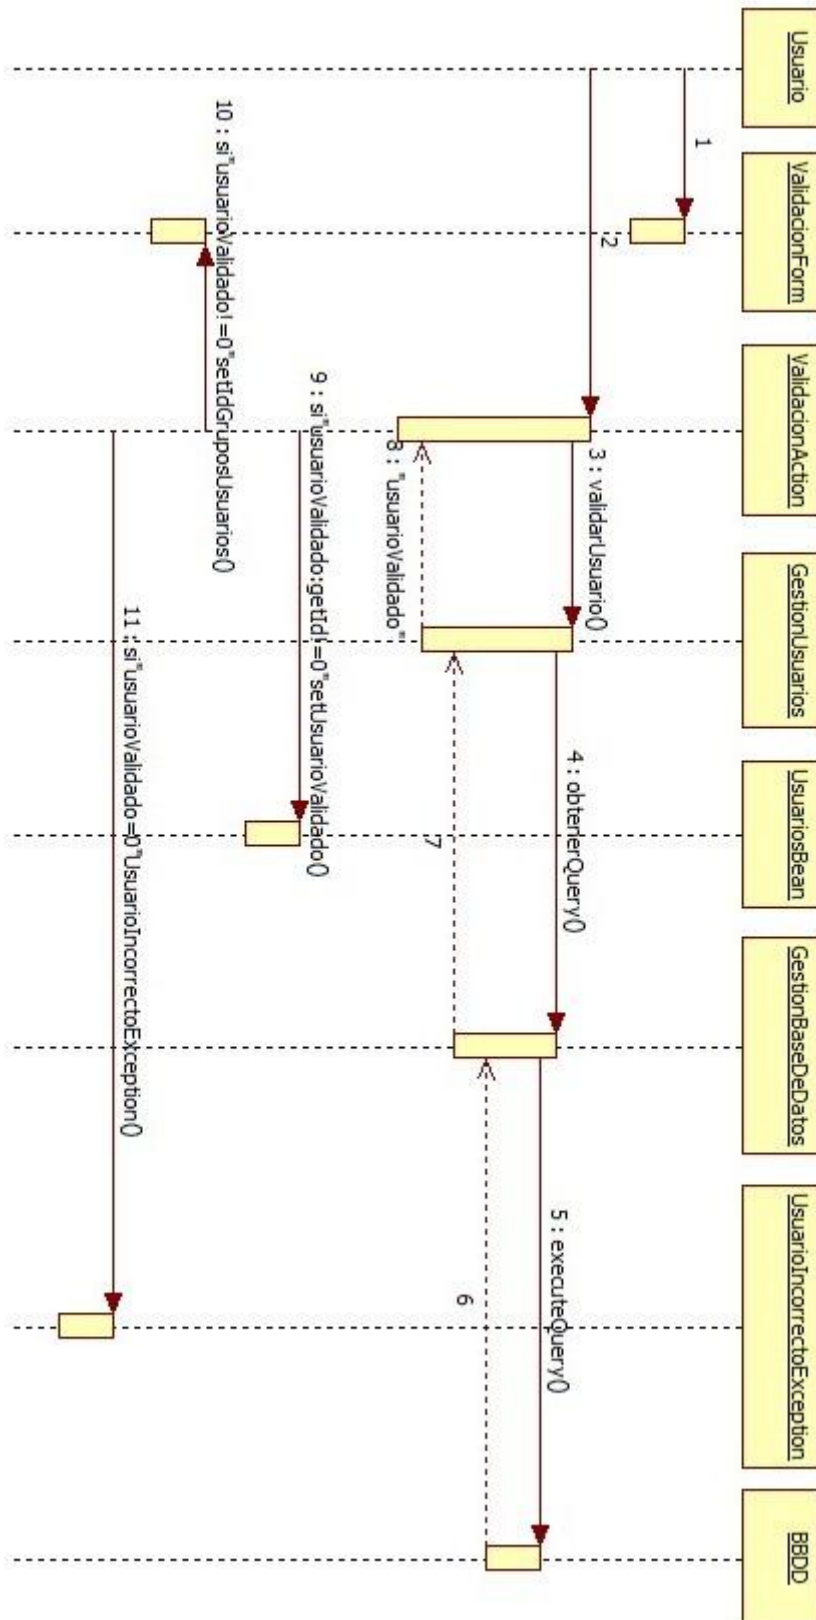 Usuario
ValidacionForm
ValidacionAction
GestionUsuarios
UsuariosBean
GestionBaseDeDatos
UsuarioIncorrectoException
BBDD
1
2
3 : validarUsuario()
4 : obtenerQuery()
5 : executeQuery()
6
7
8 : "usuarioValidado"
9 : si"usuarioValidado:getId!=0"setUsuarioValidado()
10 : si"usuarioValidado!=0"setIdGruposUsuarios()
11 : si"usuarioValidado=0"UsuarioIncorrectoException()